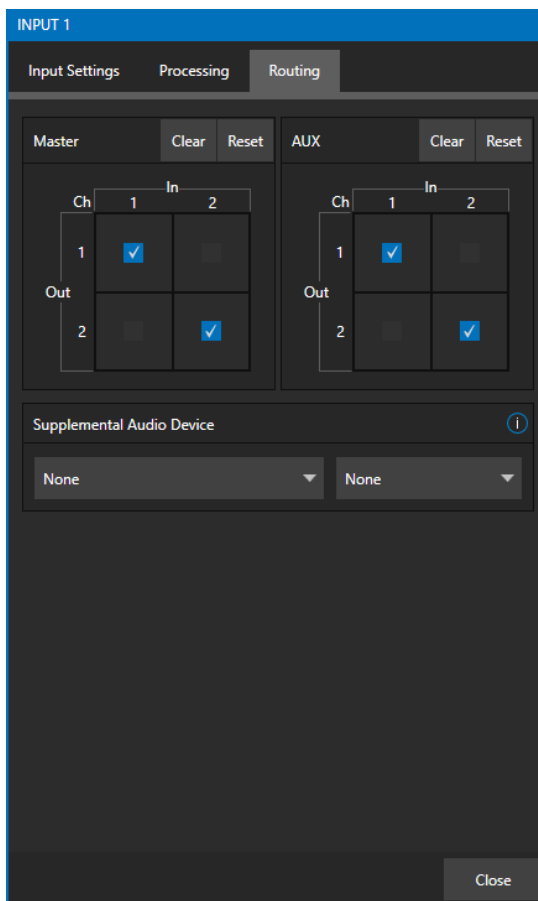 INPUT 1
Input Settings Processing Routing
Master Clear Reset AUX Clear Reset
In In
Ch 1 2 Ch 1 2
1 1
Out Out
2 2
Supplemental Audio Device i
None None
Close